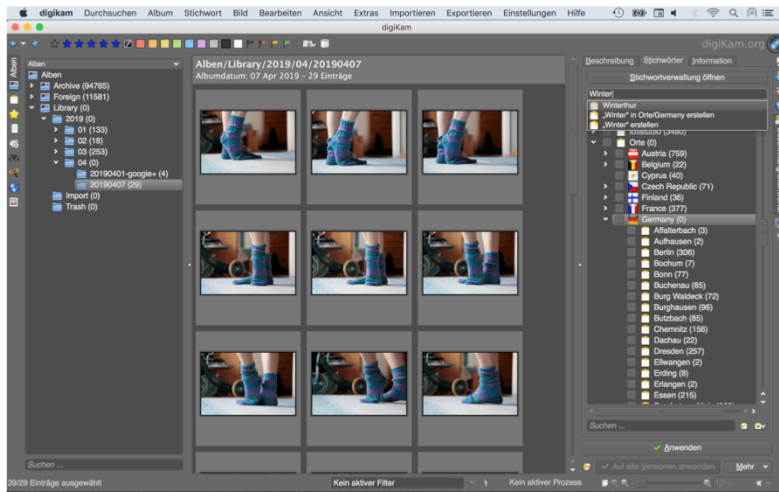 digikam Durchsuchen Album Stichwort Bild Bearbeiten Ansicht Extras Importieren Exportieren Einstellungen Hilfe
digiKam
digiKam.org
Alben
Alben
Alben
Archive (94765)
Foreign (11581)
Library (0)
2019 (0)
01 (133)
02 (18)
03 (253)
04 (0)
20190401-google+ (4)
20190407 (29)
Import (0)
Trash (0)
Suchen ...
29/29 Einträge ausgewählt
Alben/Library/2019/04/20190407
Albumdatum: 07 Apr 2019 - 29 Einträge
Kein aktiver Filter
Kein aktiver Prozess
13%
Beschreibung Stichwörter Information
Stichwortverwaltung öffnen
Winter
Winterthur
„Winter" in Orte/Germany erstellen
„Winter" erstellen
Orte (0)
Austria (759)
Belgium (22)
Cyprus (40)
Czech Republic (71)
Finland (36)
France (377)
Germany (0)
Affalterbach (3)
Aufhausen (2)
Berlin (306)
Bochum (7)
Bonn (77)
Buchenau (85)
Burg Waldeck (72)
Burghausen (96)
Butzbach (85)
Chemnitz (156)
Dachau (22)
Dresden (257)
Ellwangen (2)
Erding (8)
Erlangen (2)
Essen (215)
Suchen ...
Anwenden
Auf alle Versionen anwenden
Mehr